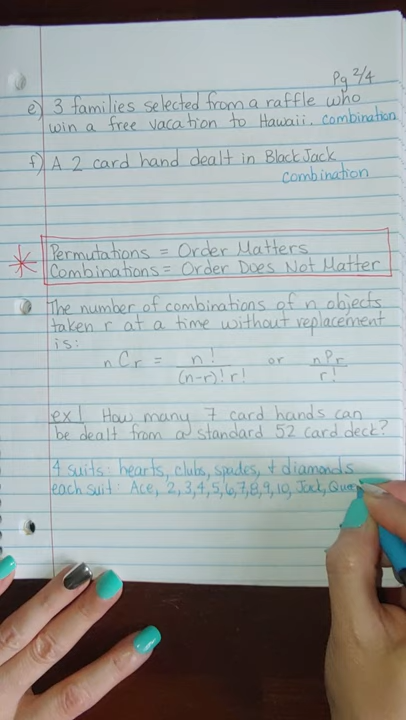 Pg 2/4
e) 3 families selected from a raffle who
win a free vacation to Hawaii. combination
f) A 2 card hand dealt in BlackJack
combination
* Permutations = Order Matters
Combinations = Order Does Not Matter
The number of combinations of n objects
taken r at a time without replacement
is:
nCr = n! / (n-r)! r! or nPr / r!
ex 1 How many 7 card hands can
be dealt from a standard 52 card deck?
4 suits: hearts, clubs, spades, + diamonds
each suit: Ace, 2,3,4,5,6,7,8,9,10, Jack,